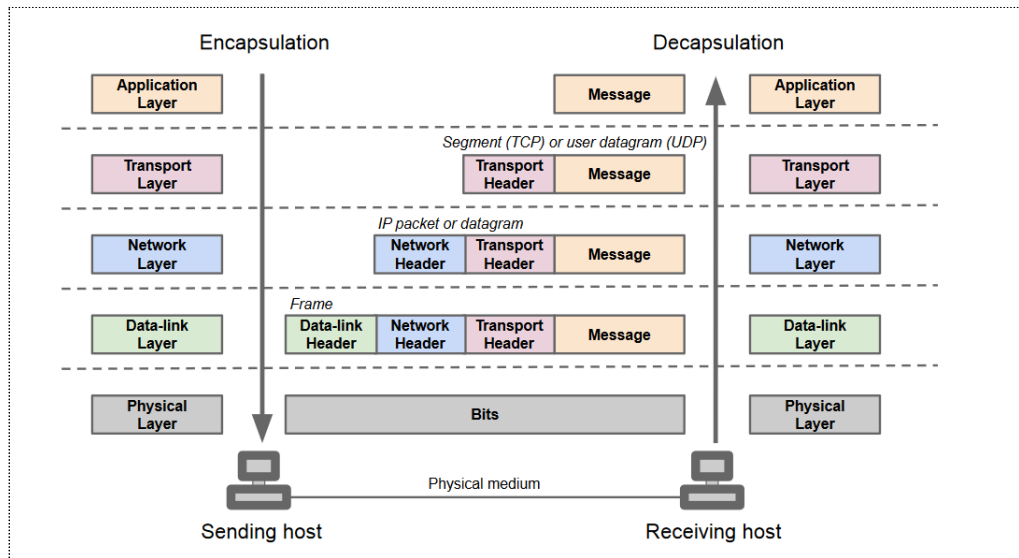 Encapsulation
Decapsulation
Application
Layer
Message
Application
Layer
Segment (TCP) or user datagram (UDP)
Transport
Layer
Transport
Header
Message
Transport
Layer
IP packet or datagram
Network
Layer
Network
Header
Transport
Header
Message
Network
Layer
Frame
Data-link
Layer
Data-link
Header
Network
Header
Transport
Header
Message
Data-link
Layer
Physical
Layer
Bits
Physical
Layer
Physical medium
Sending host
Receiving host